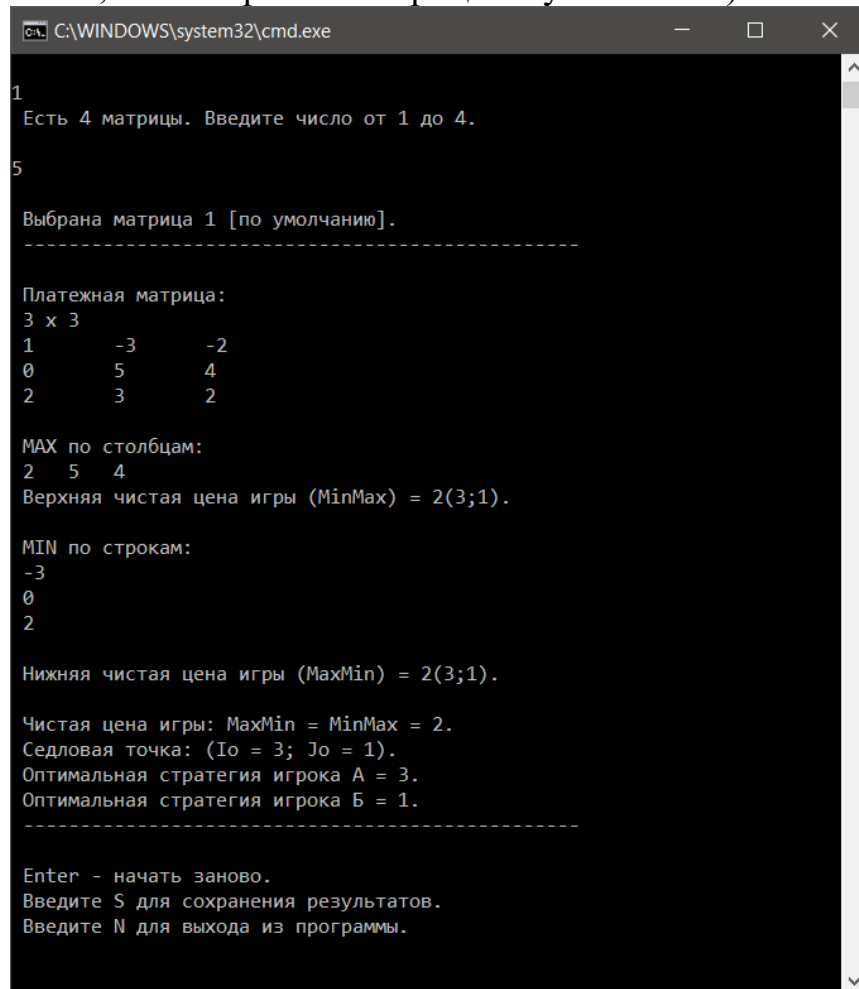 C:\WINDOWS\system32\cmd.exe
1
Есть 4 матрицы. Введите число от 1 до 4.
5
Выбрана матрица 1 [по умолчанию].
-------------------------------------------------
Платежная матрица:
3 x 3
1 -3 -2
0 5 4
2 3 2
MAX по столбцам:
2 5 4
Верхняя чистая цена игры (MinMax) = 2(3;1).
MIN по строкам:
-3
0
2
Нижняя чистая цена игры (MaxMin) = 2(3;1).
Чистая цена игры: MaxMin = MinMax = 2.
Седловая точка: (Io = 3; Jo = 1).
Оптимальная стратегия игрока А = 3.
Оптимальная стратегия игрока Б = 1.
-------------------------------------------------
Enter - начать заново.
Введите S для сохранения результатов.
Введите N для выхода из программы.